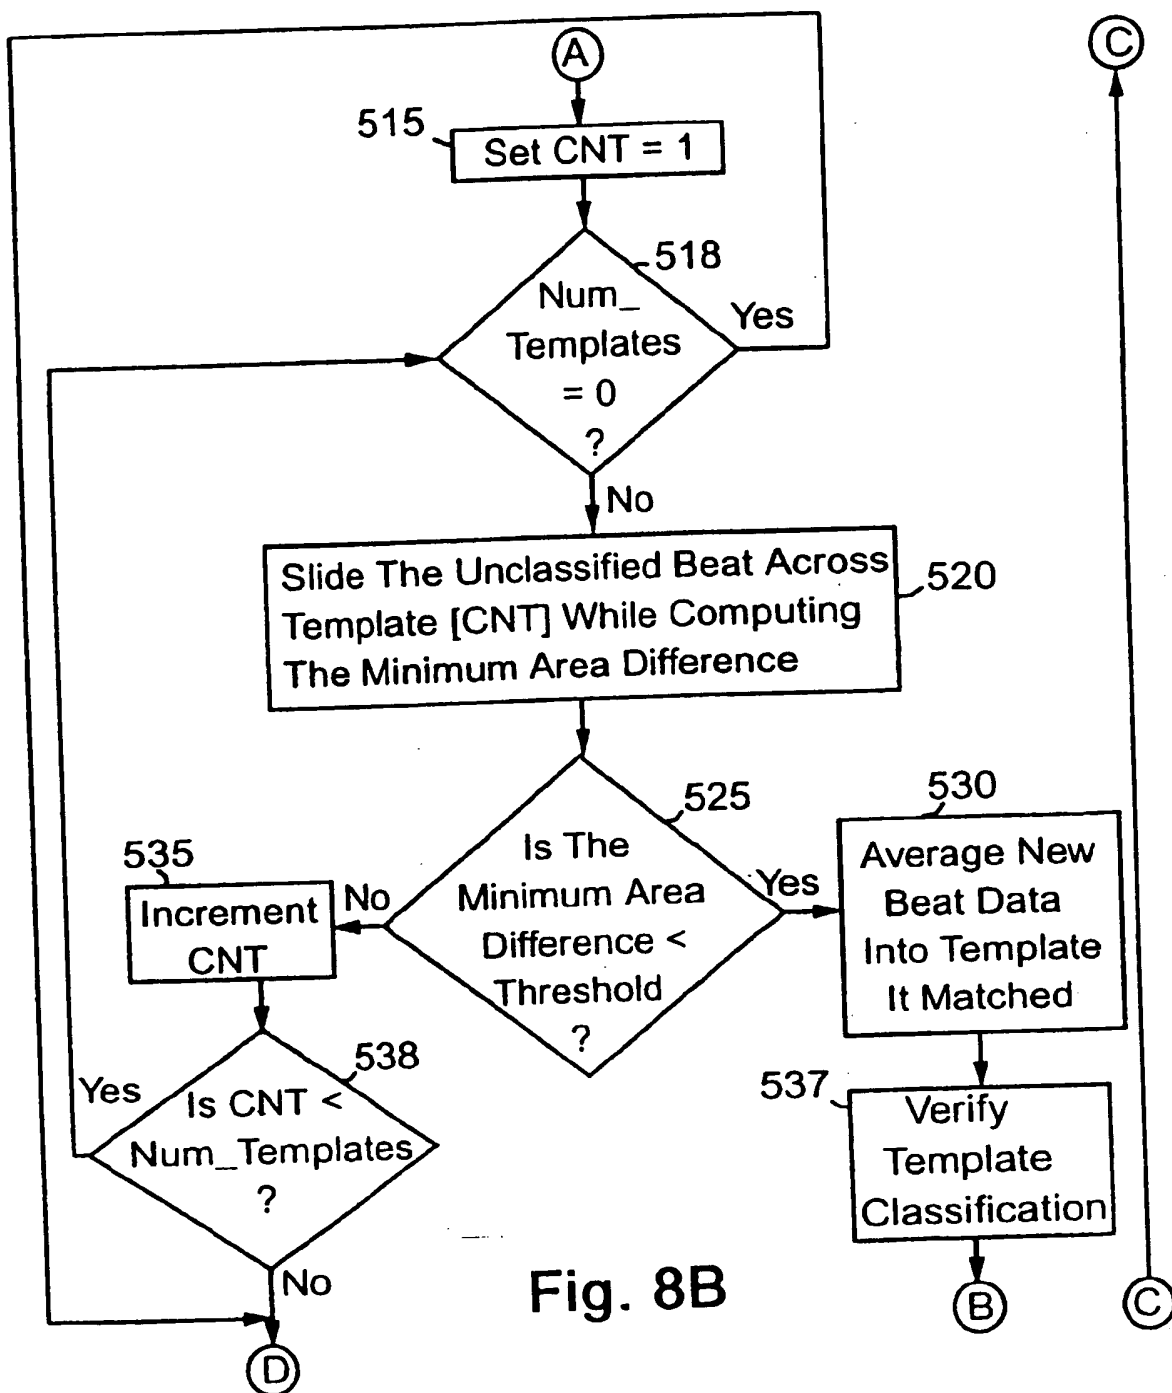 A
C
515
Set CNT = 1
518
Num_
Templates
= 0
?
Yes
No
Slide The Unclassified Beat Across
Template [CNT] While Computing
The Minimum Area Difference
520
525
Is The
Minimum Area
Difference <
Threshold
?
Yes
No
530
Average New
Beat Data
Into Template
It Matched
535
Increment
CNT
538
Is CNT <
Num_Templates
?
Yes
No
537
Verify
Template
Classification
B
C
D
Fig. 8B